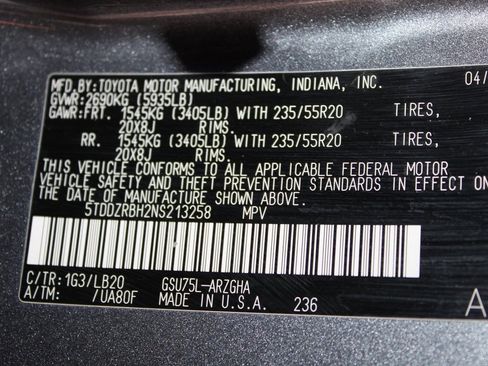 MFD.BY:TOYOTA MOTOR MANUFACTURING, INDIANA, INC. 04/
GVWR:2690KG (5935LB)
GAWR:FRT. 1545KG (3405LB) WITH 235/55R20 TIRES,
20X8J RIMS.
RR. 1545KG (3405LB) WITH 235/55R20 TIRES,
20X8J RIMS.
THIS VEHICLE CONFORMS TO ALL APPLICABLE FEDERAL MOTOR
VEHICLE SAFETY AND THEFT PREVENTION STANDARDS IN EFFECT ON
THE DATE OF MANUFACTURE SHOWN ABOVE.
5TDDZRBH2NS213258 MPV
C/TR:1G3/LB20 GSU75L-ARZGHA
A/TM: /UA80F MADE IN U.S.A. 236 A